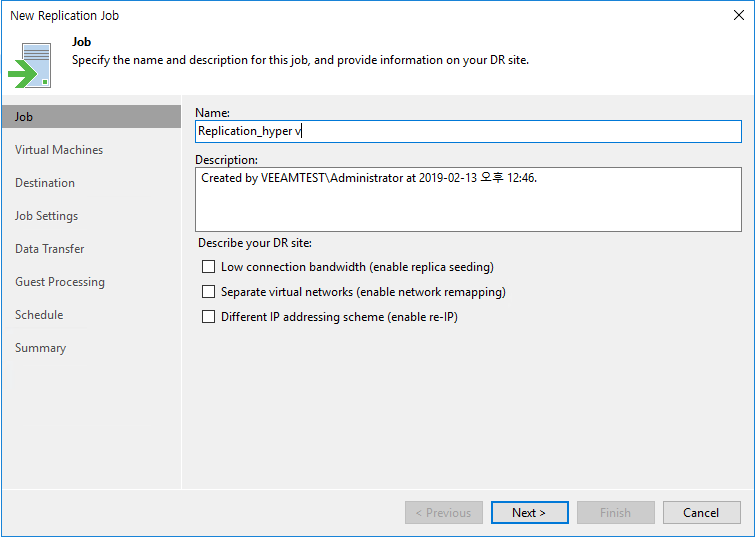 New Replication Job
Job
Specify the name and description for this job, and provide information on your DR site.
Job
Virtual Machines
Destination
Job Settings
Data Transfer
Guest Processing
Schedule
Summary
Name:
Replication_hyper v
Description:
Created by VEEAMTEST\Administrator at 2019-02-13 오후 12:46.
Describe your DR site:
Low connection bandwidth (enable replica seeding)
Separate virtual networks (enable network remapping)
Different IP addressing scheme (enable re-IP)
< Previous
Next >
Finish
Cancel